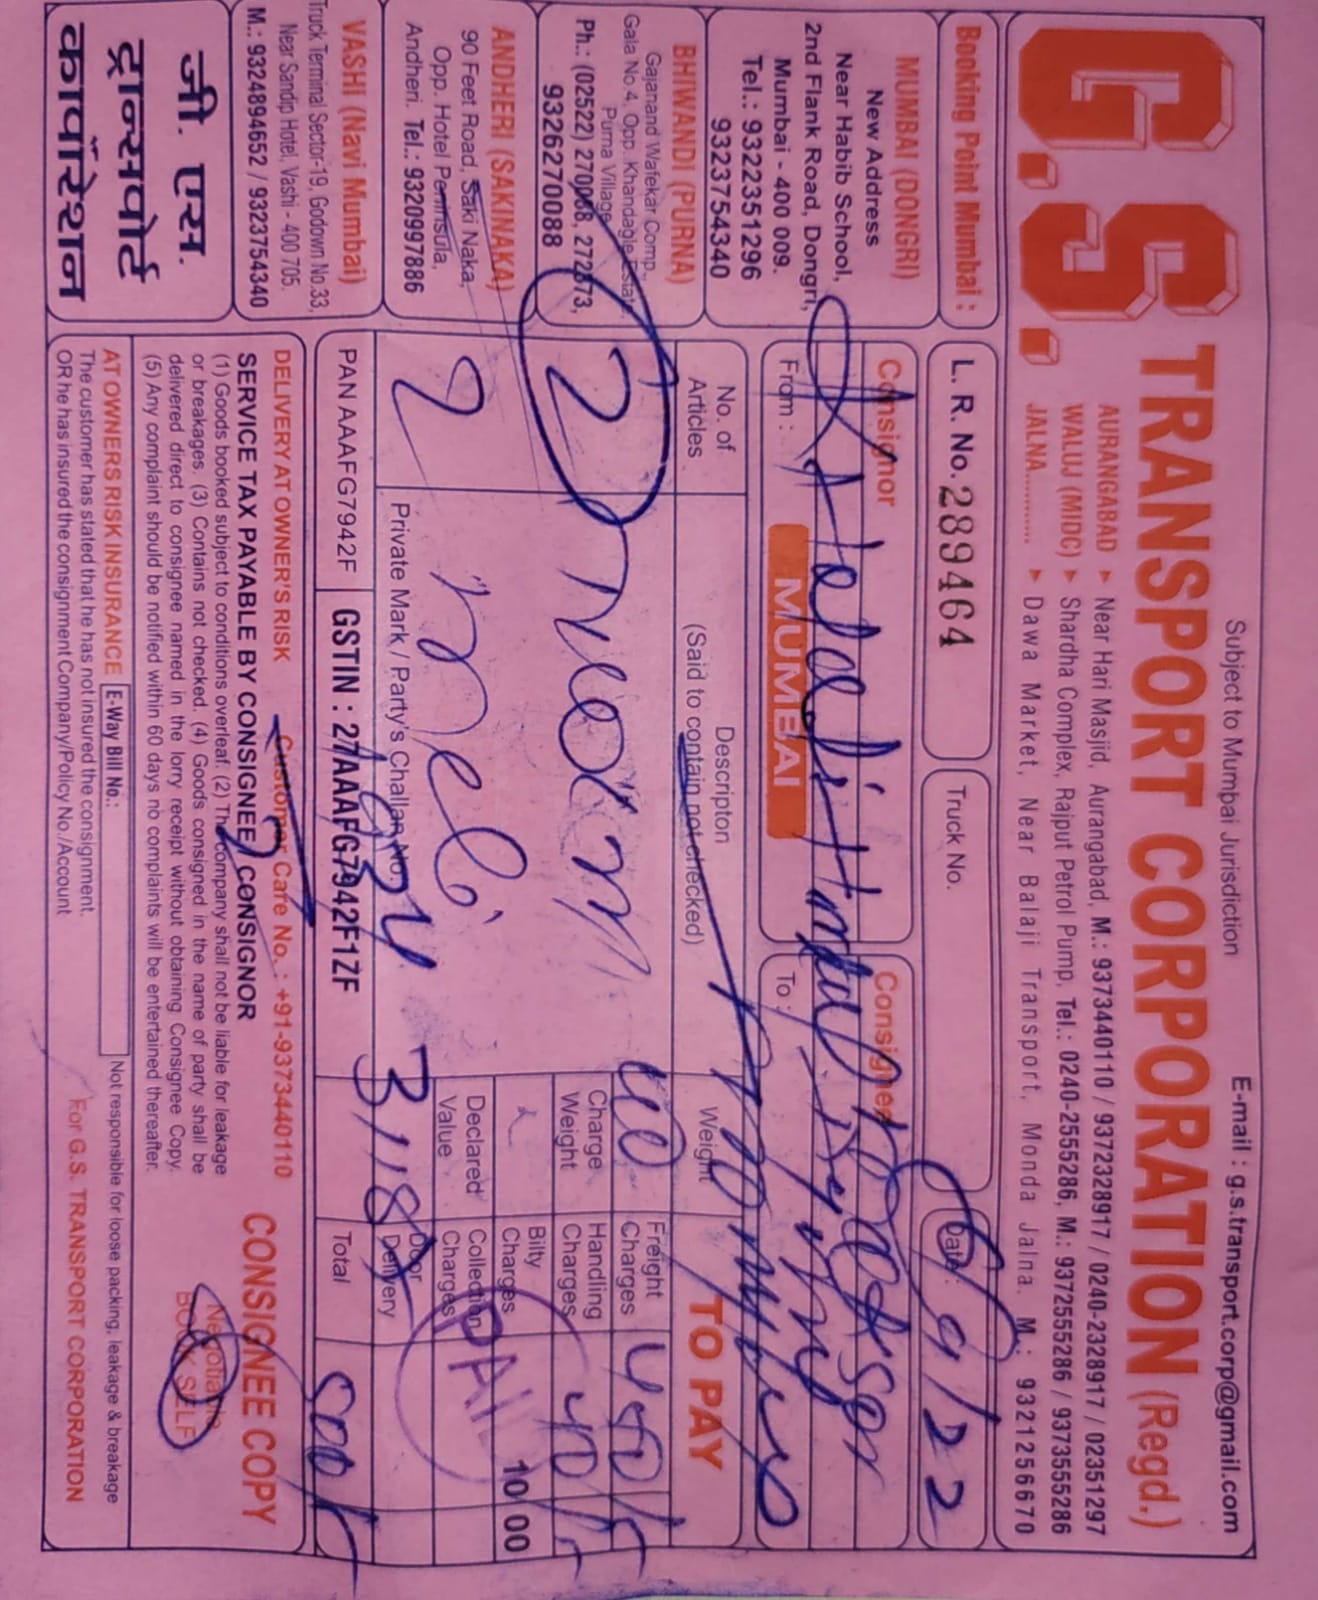 Subject to Mumbai Jurisdiction
E-mail : g.s.transport.corp@gmail.com
G.S. TRANSPORT CORPORATION (Regd.)
AURANGABAD ➤ Near Hari Masjid, Aurangabad, M.: 9373440110 / 9372328917 / 0240-2328917 / 02351297
WALUJ (MIDC) ➤ Shardha Complex, Rajput Petrol Pump, Tel.: 0240-2555286, M.: 9372555286 / 9373555286
JALNA............ ➤ Dawa Market, Near Balaji Transport, Monda Jalna. M.: 9321256670
Booking Point Mumbai :
MUMBAI (DONGRI)
New Address
Near Habib School,
2nd Flank Road, Dongri,
Mumbai - 400 009.
Tel.: 9322351296
9323754340
BHIWANDI (PURNA)
Gajanand Wafekar Comp.,
Gala No.4, Opp. Khandagle Estate
Purna Village
Ph.: (02522) 270088, 272673,
9326270088
ANDHERI (SAKINAKA)
90 Feet Road, Saki Naka,
Opp. Hotel Peninsula,
Andheri. Tel.: 9320997886
VASHI (Navi Mumbai)
Truck Terminal Sector-19, Godown No.33,
Near Sandip Hotel, Vashi - 400 705.
M.: 9324894652 / 9323754340
जी. एस.
ट्रान्सपोर्ट
कार्पोरेशन
L. R. No. 289464
Truck No.
Date : 6/9/22
Consignor
Consignee
From : MUMBAI
To :
No. of Articles
Descripton
(Said to contain not checked)
Weight
TO PAY
2
Freight Charges 450/-
Charge Weight
Handling Charges 40/-
Bilty Charges 10 00
PAID
Declared Value
Collection Charges
Private Mark / Party's Challan No.
Door Delivery
PAN AAAFG7942F
GSTIN : 27AAAFG7942F1ZF
Total 500/-
DELIVERY AT OWNER'S RISK
Customer Care No. : +91-9373440110
CONSIGNEE COPY
SERVICE TAX PAYABLE BY CONSIGNEE / CONSIGNOR
(1) Goods booked subject to conditions overleaf. (2) The company shall not be liable for leakage
or breakages. (3) Contains not checked. (4) Goods consigned in the name of party shall be
delivered direct to consignee named in the lorry receipt without obtaining Consignee Copy.
(5) Any complaint should be notified within 60 days no complaints will be entertained thereafter.
Negotiable
BOOK SELF
AT OWNERS RISK INSURANCE
E-Way Bill No.:
Not responsible for loose packing, leakage & breakage
The customer has stated that he has not insured the consignment.
OR he has insured the consignment Company/Policy No./Account
For G.S. TRANSPORT CORPORATION